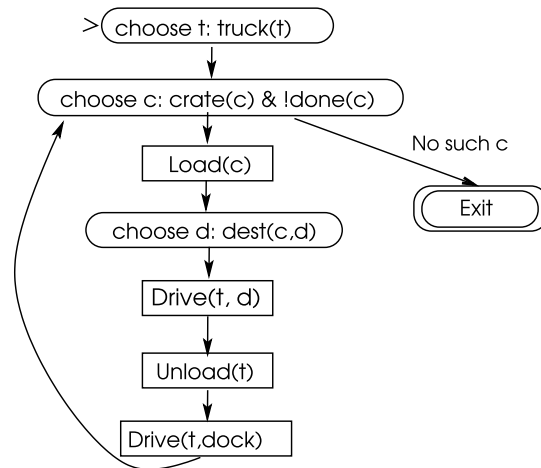 choose t: truck(t)
choose c: crate(c) & !done(c)
No such c
Load(c)
Exit
choose d: dest(c,d)
Drive(t, d)
Unload(t)
Drive(t,dock)